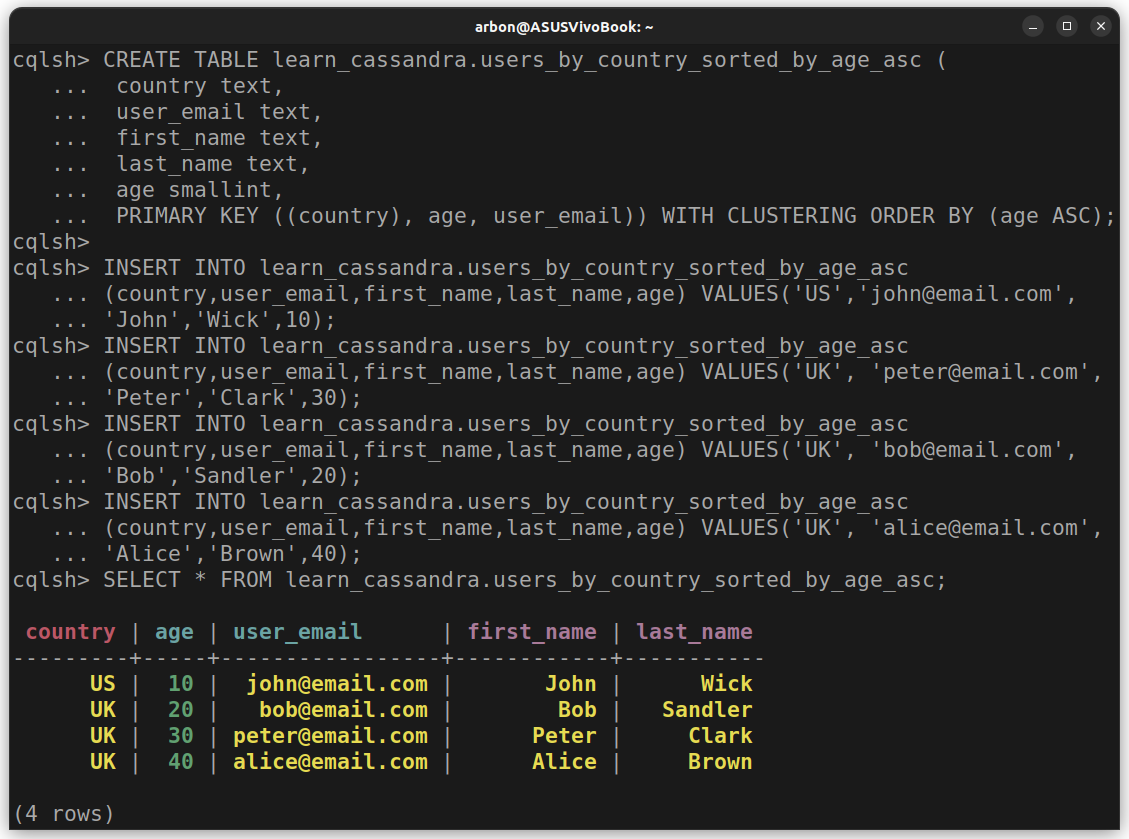 arbon@ASUSVivoBook: ~
cqlsh> CREATE TABLE learn_cassandra.users_by_country_sorted_by_age_asc (
   ...  country text,
   ...  user_email text,
   ...  first_name text,
   ...  last_name text,
   ...  age smallint,
   ...  PRIMARY KEY ((country), age, user_email)) WITH CLUSTERING ORDER BY (age ASC);
cqlsh>
cqlsh> INSERT INTO learn_cassandra.users_by_country_sorted_by_age_asc
   ... (country,user_email,first_name,last_name,age) VALUES('US','john@email.com',
   ... 'John','Wick',10);
cqlsh> INSERT INTO learn_cassandra.users_by_country_sorted_by_age_asc
   ... (country,user_email,first_name,last_name,age) VALUES('UK', 'peter@email.com',
   ... 'Peter','Clark',30);
cqlsh> INSERT INTO learn_cassandra.users_by_country_sorted_by_age_asc
   ... (country,user_email,first_name,last_name,age) VALUES('UK', 'bob@email.com',
   ... 'Bob','Sandler',20);
cqlsh> INSERT INTO learn_cassandra.users_by_country_sorted_by_age_asc
   ... (country,user_email,first_name,last_name,age) VALUES('UK', 'alice@email.com',
   ... 'Alice','Brown',40);
cqlsh> SELECT * FROM learn_cassandra.users_by_country_sorted_by_age_asc;
 country | age | user_email      | first_name | last_name
---------+-----+-----------------+------------+-----------
      US |  10 |  john@email.com |       John |      Wick
      UK |  20 |   bob@email.com |        Bob |   Sandler
      UK |  30 | peter@email.com |      Peter |     Clark
      UK |  40 | alice@email.com |      Alice |     Brown
(4 rows)